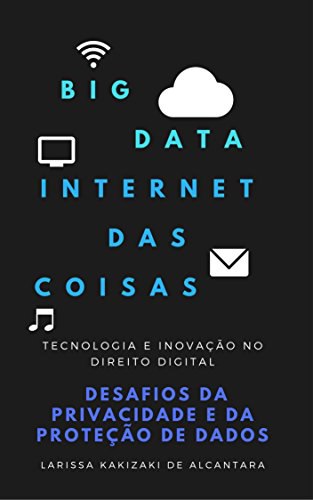 BIG
DATA
INTERNET
DAS
COISAS
TECNOLOGIA E INOVAÇÃO NO
DIREITO DIGITAL
DESAFIOS DA
PRIVACIDADE E DA
PROTEÇÃO DE DADOS
LARISSA KAKIZAKI DE ALCANTARA